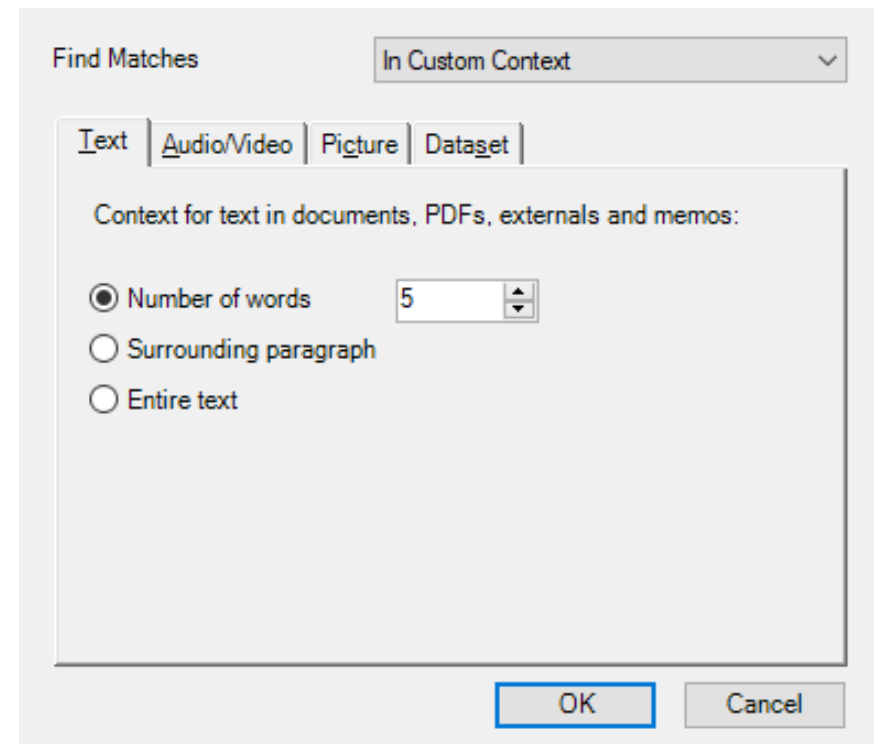 Find Matches In Custom Context
Text Audio/Video Picture Dataset
Context for text in documents, PDFs, externals and memos:
Number of words 5
Surrounding paragraph
Entire text
OK Cancel